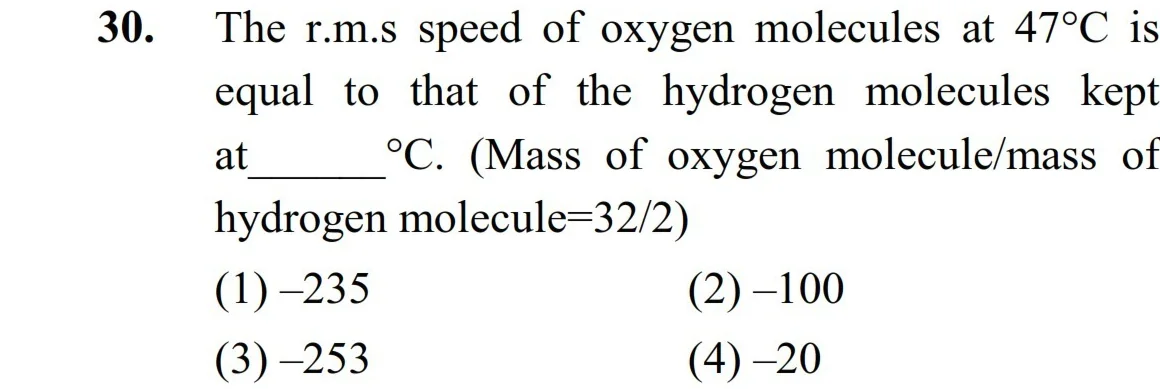 30. The r.m.s speed of oxygen molecules at 47°C is
equal to that of the hydrogen molecules kept
at______°C. (Mass of oxygen molecule/mass of
hydrogen molecule=32/2)
(1) –235 (2) –100
(3) –253 (4) –20